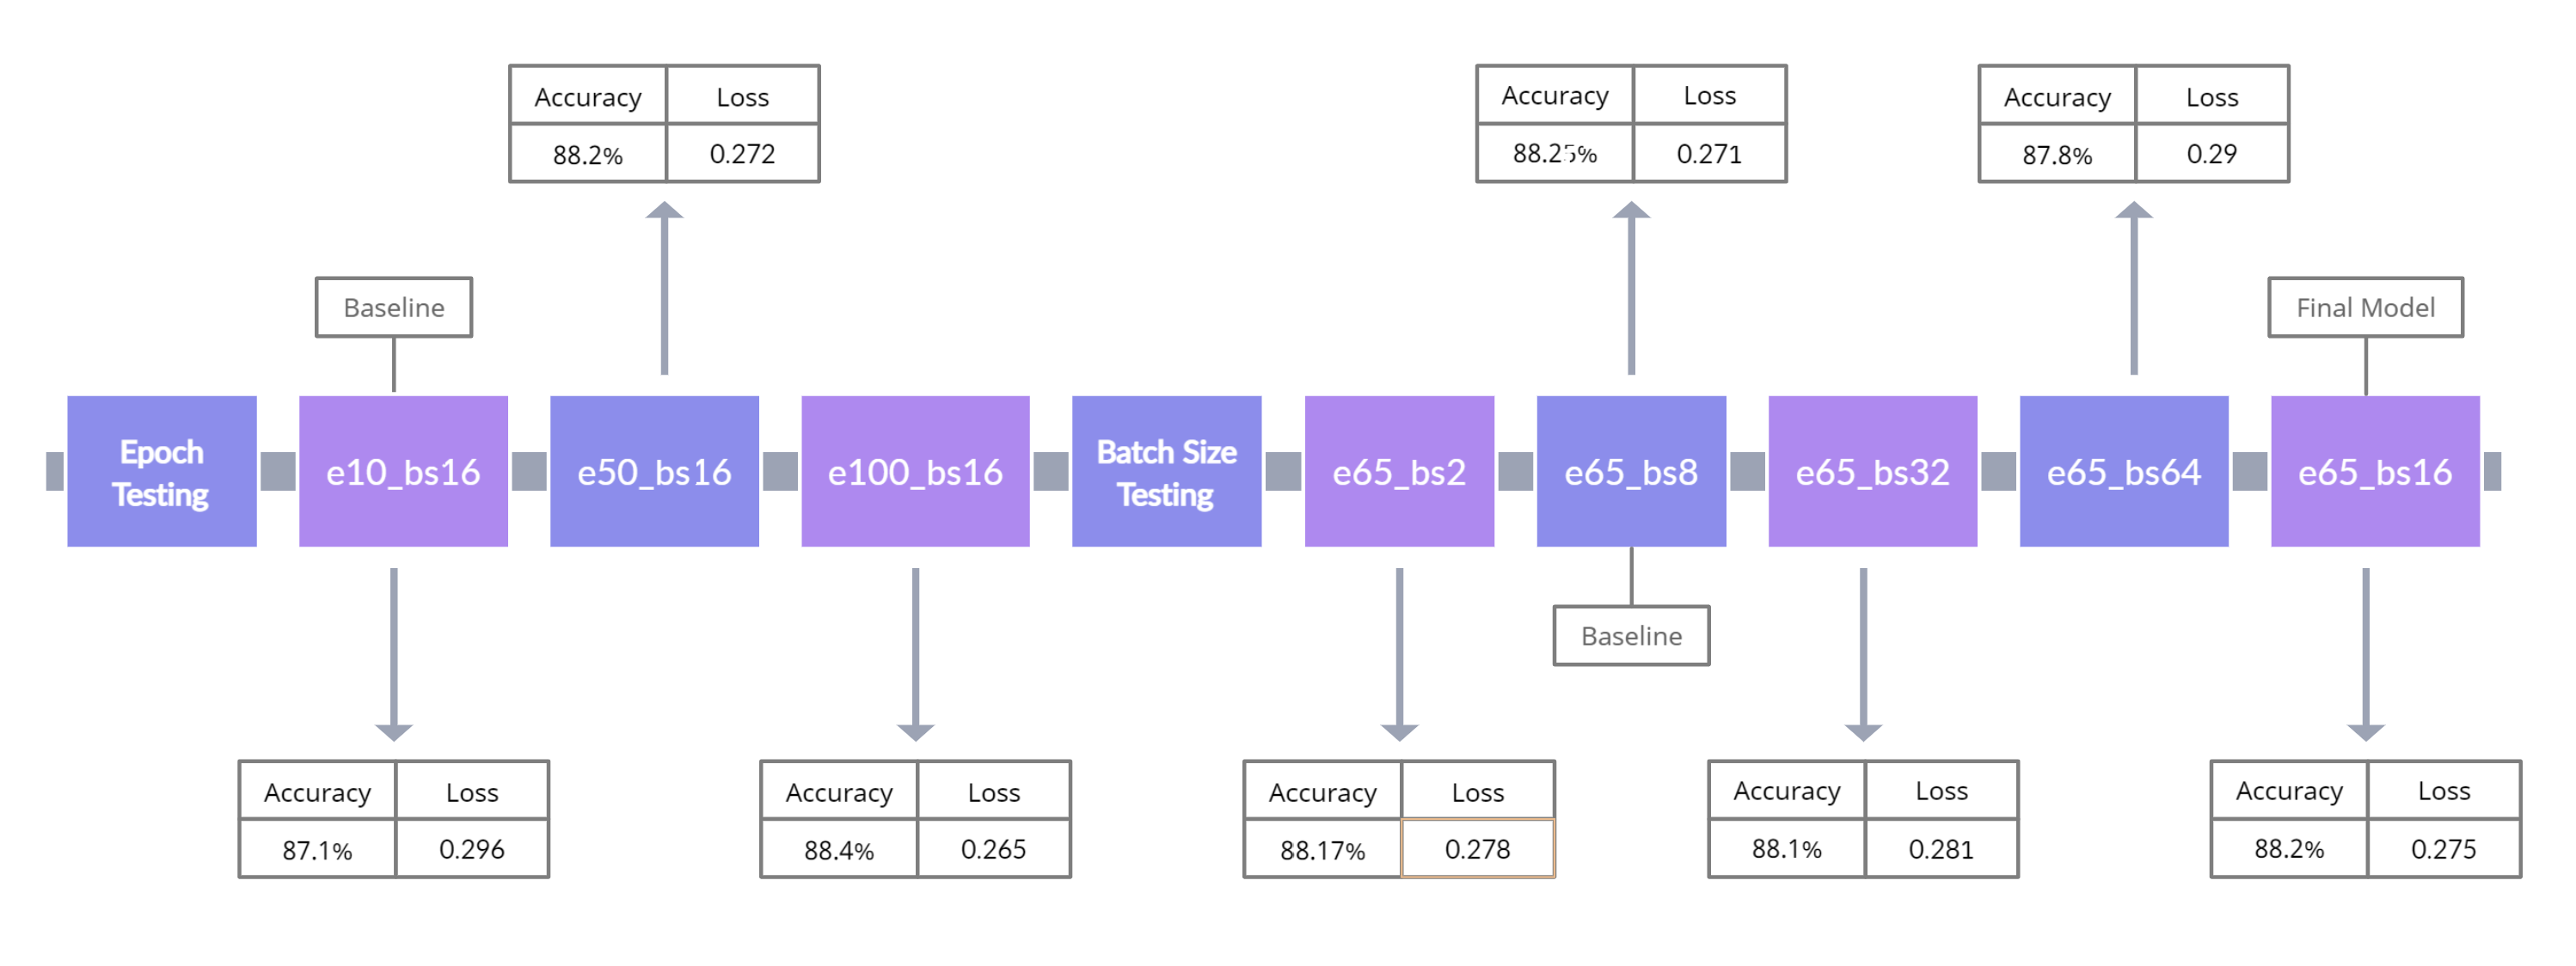 Accuracy Loss
88.2% 0.272
Accuracy Loss
88.25% 0.271
Accuracy Loss
87.8% 0.29
Baseline
Final Model
Epoch
Testing
e10_bs16
e50_bs16
e100_bs16
Batch Size
Testing
e65_bs2
e65_bs8
e65_bs32
e65_bs64
e65_bs16
Baseline
Accuracy Loss
87.1% 0.296
Accuracy Loss
88.4% 0.265
Accuracy Loss
88.17% 0.278
Accuracy Loss
88.1% 0.281
Accuracy Loss
88.2% 0.275